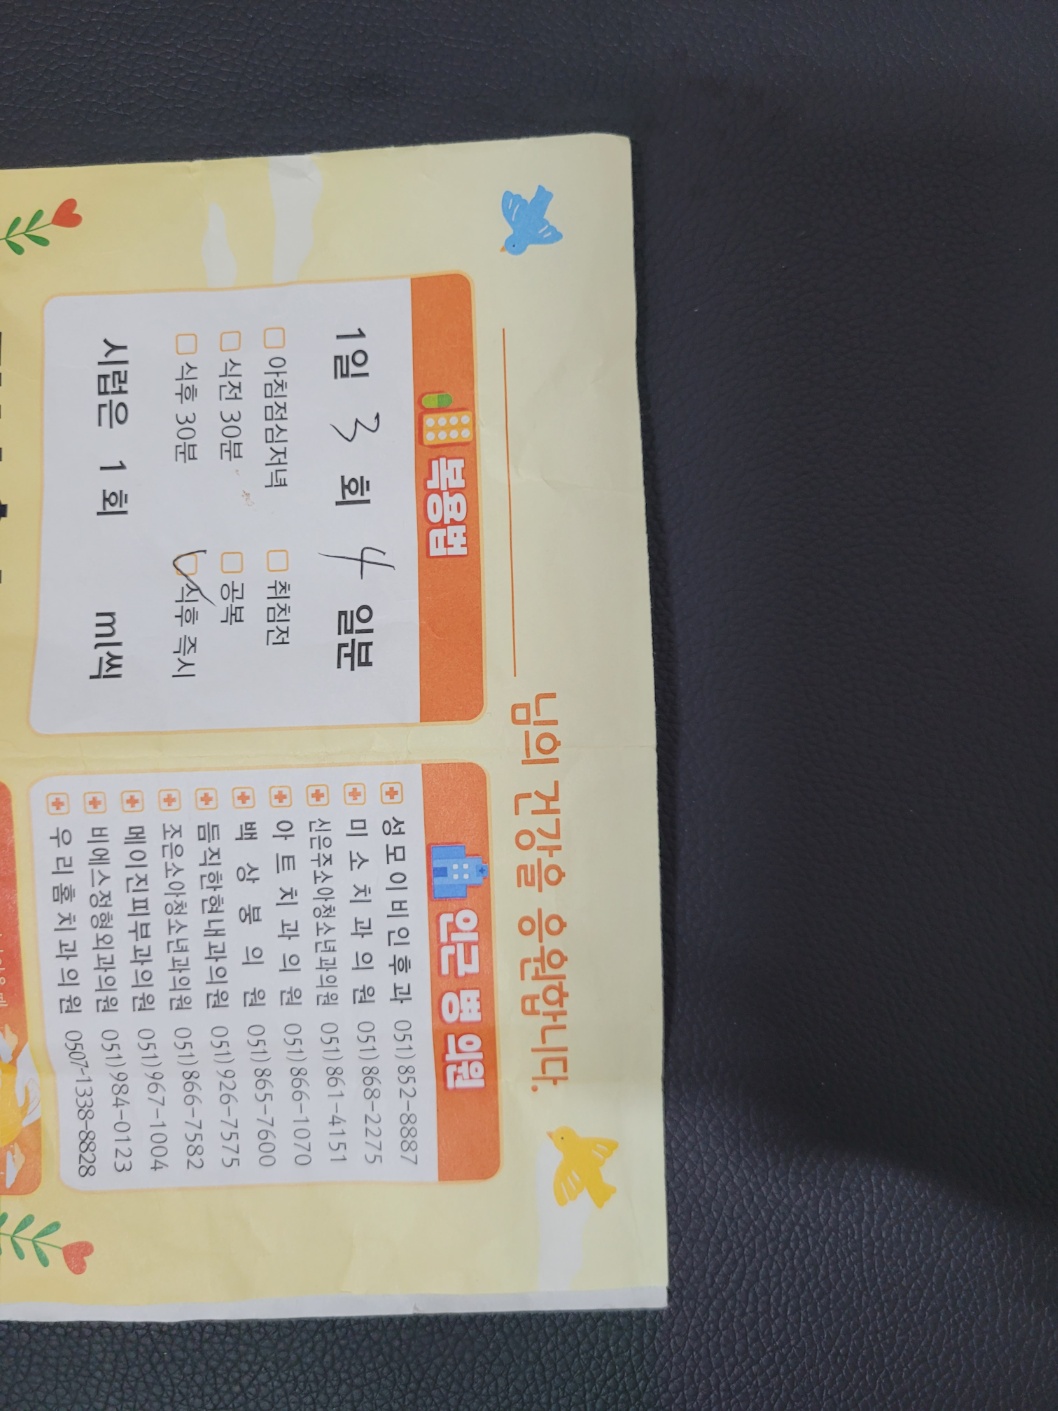 님의 건강을 응원합니다.
복용법
1일 3 회 4 일분
아침점심저녁 취침전
식전 30분 공복
식후 30분 식후 즉시
시럽은 1 회 ml씩
인근 병 의원
성모이비인후과 051)852-8887
미소치과의원 051)868-2275
신은주소아청소년과의원 051)861-4151
아트치과의원 051)866-1070
백상봉의원 051)865-7600
듬직한현내과의원 051)926-7575
조은소아청소년과의원 051)866-7582
메이진피부과의원 051)967-1004
비에스정형외과의원 051)984-0123
우리홈치과의원 0507-1338-8828